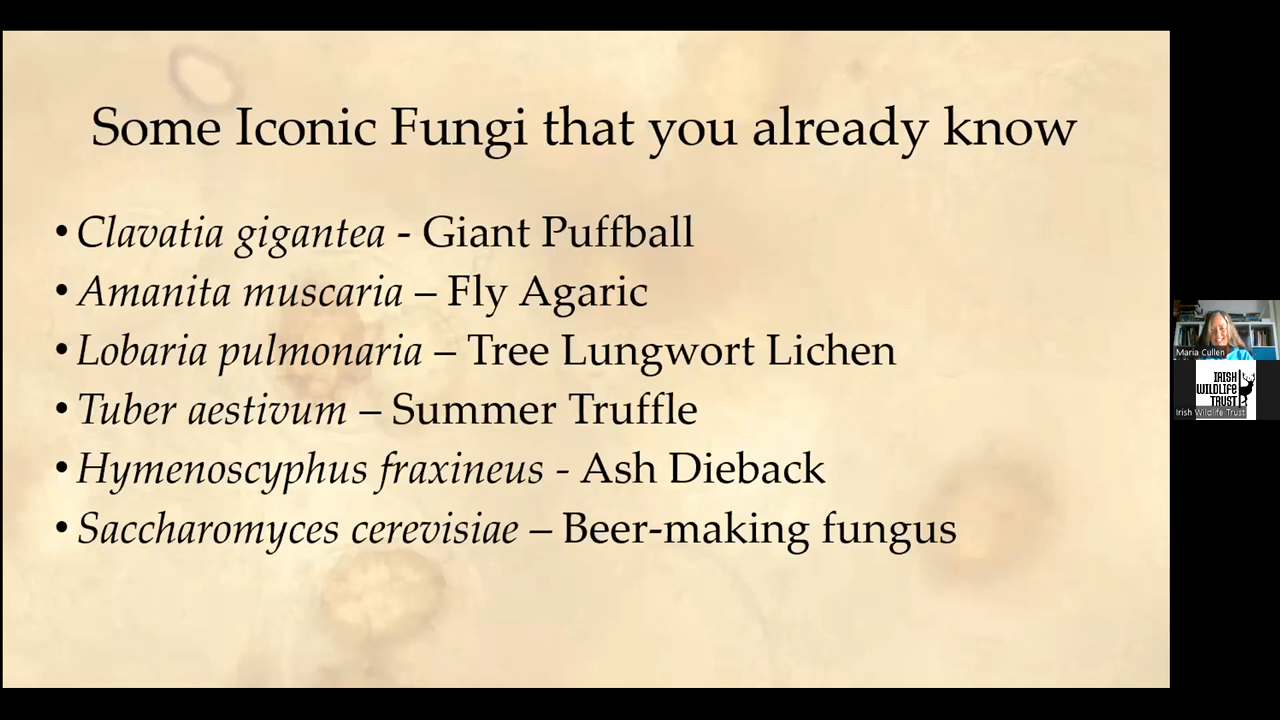 Some Iconic Fungi that you already know
• Clavatia gigantea - Giant Puffball
• Amanita muscaria – Fly Agaric
• Lobaria pulmonaria – Tree Lungwort Lichen
• Tuber aestivum – Summer Truffle
• Hymenoscyphus fraxineus - Ash Dieback
• Saccharomyces cerevisiae – Beer-making fungus
Maria Cullen
IRISH
WILDLIFE
TRUST
Irish Wildlife Trust